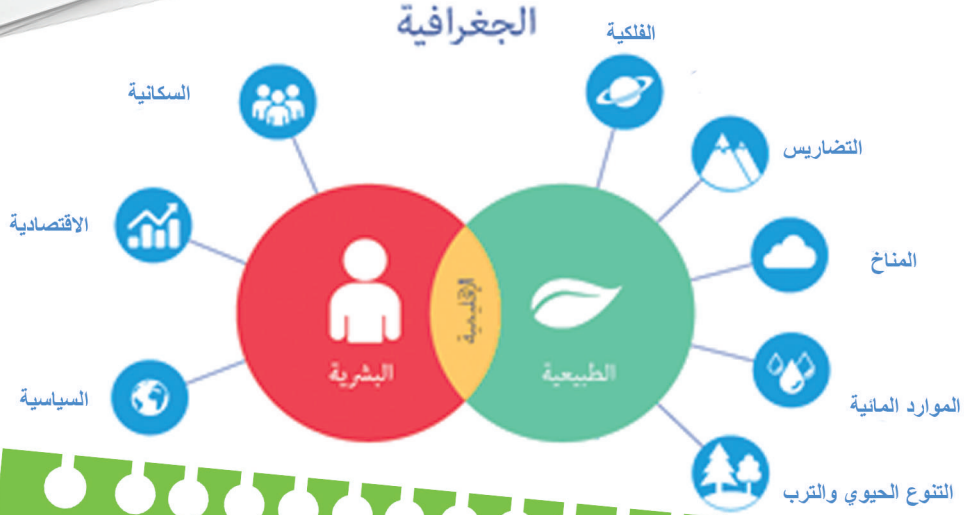 الجغرافية
الفلكية
السكانية
التضاريس
الاقتصادية
المناخ
الإقليمية
البشرية
الطبيعية
السياسية
الموارد المائية
التنوع الحيوي والترب